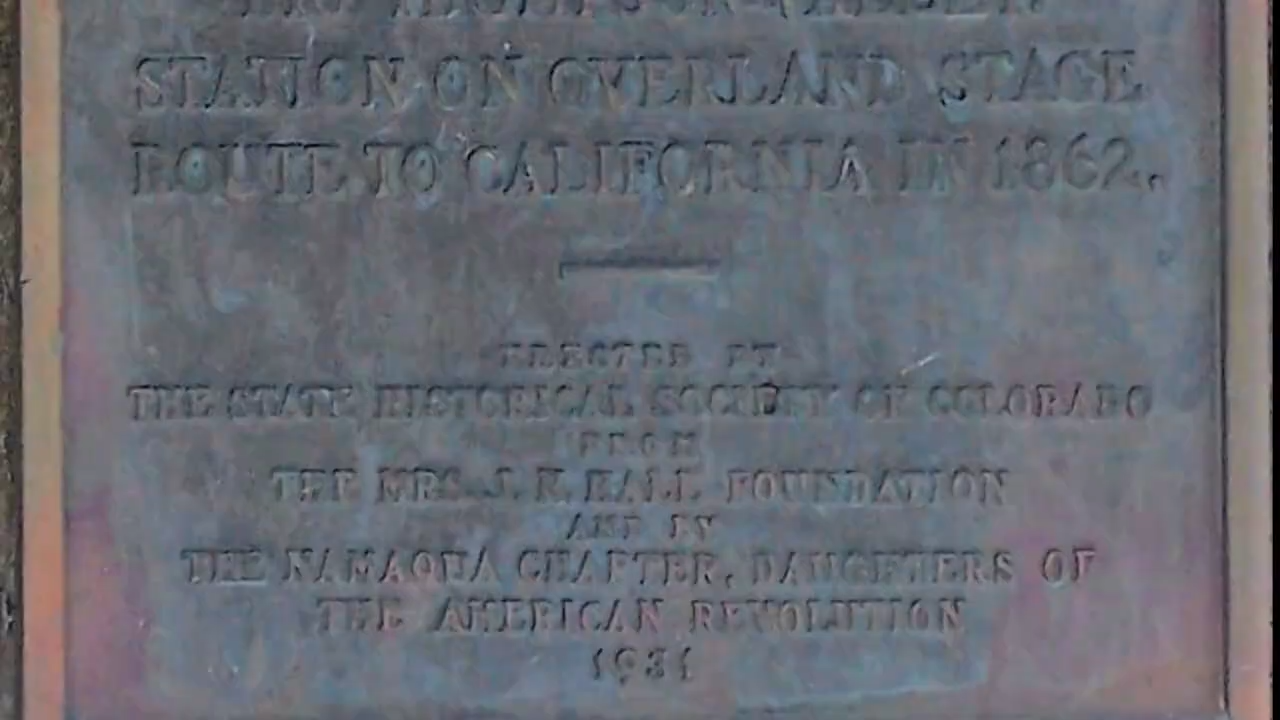 STATION ON OVERLAND STAGE
ROUTE TO CALIFORNIA IN 1862.
ERECTED BY
THE STATE HISTORICAL SOCIETY OF COLORADO
FROM
THE MRS. J. N. HALL FOUNDATION
AND BY
THE NAMAQUA CHAPTER, DAUGHTERS OF
THE AMERICAN REVOLUTION
1931